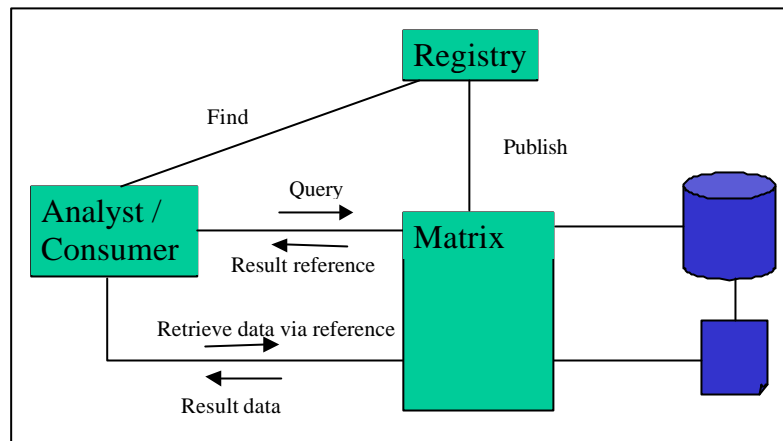 Registry
Find
Publish
Query
Analyst /
Consumer
Matrix
Result reference
Retrieve data via reference
Result data